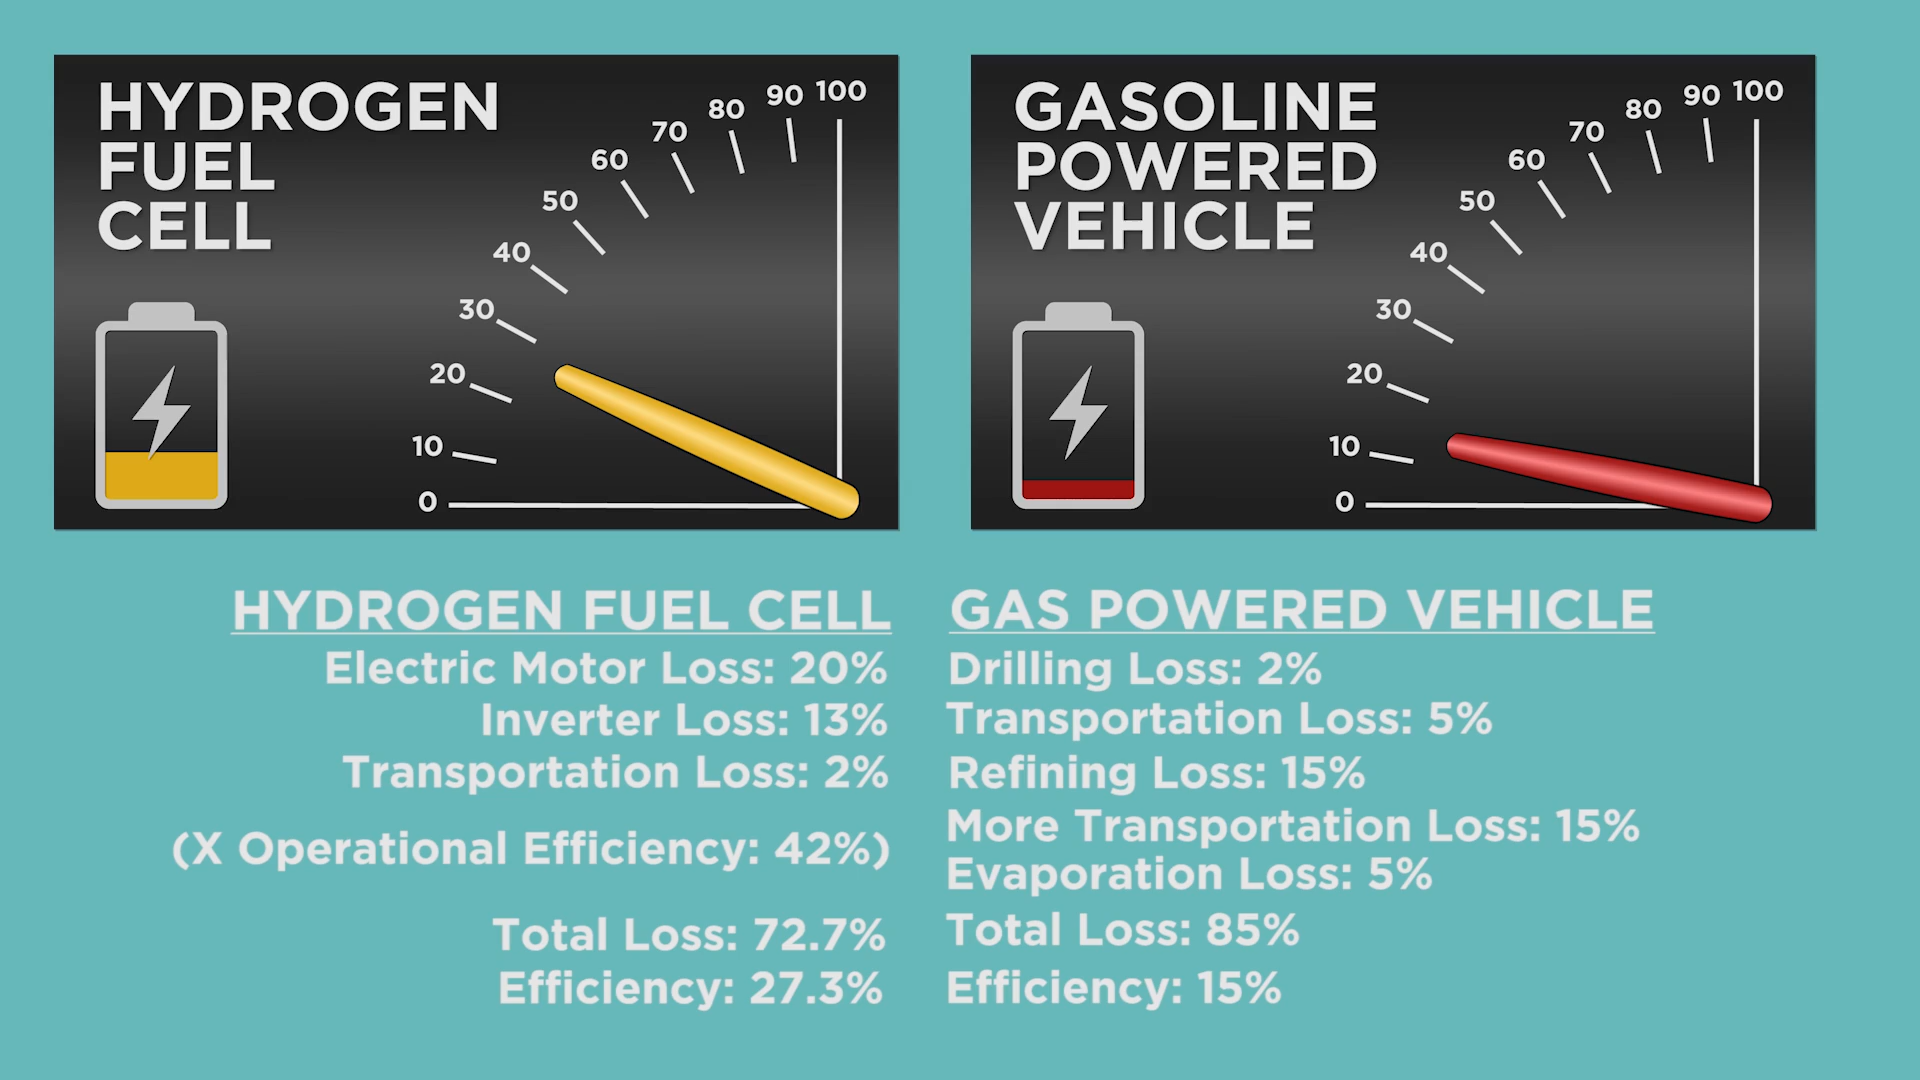 HYDROGEN
FUEL
CELL
100
90
80
70
60
50
40
30
20
10
0
GASOLINE
POWERED
VEHICLE
100
90
80
70
60
50
40
30
20
10
0
HYDROGEN FUEL CELL
Electric Motor Loss: 20%
Inverter Loss: 13%
Transportation Loss: 2%
(X Operational Efficiency: 42%)
Total Loss: 72.7%
Efficiency: 27.3%
GAS POWERED VEHICLE
Drilling Loss: 2%
Transportation Loss: 5%
Refining Loss: 15%
More Transportation Loss: 15%
Evaporation Loss: 5%
Total Loss: 85%
Efficiency: 15%